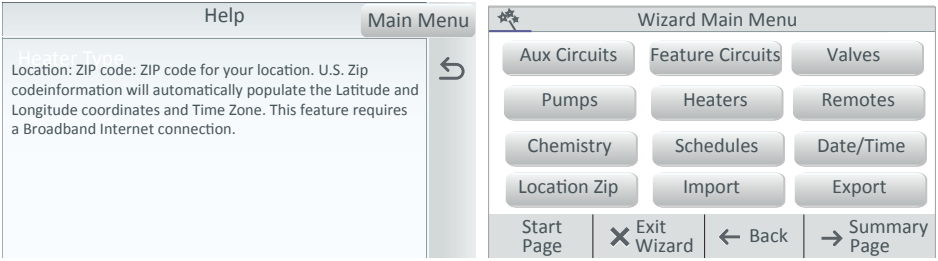 Help
Main Menu
Heater Type
Location: ZIP code: ZIP code for your location. U.S. Zip
codeinformation will automatically populate the Latitude and
Longitude coordinates and Time Zone. This feature requires
a Broadband Internet connection.
Wizard Main Menu
Aux Circuits Feature Circuits Valves
Pumps Heaters Remotes
Chemistry Schedules Date/Time
Location Zip Import Export
Start Page
Exit Wizard
Back
Summary Page